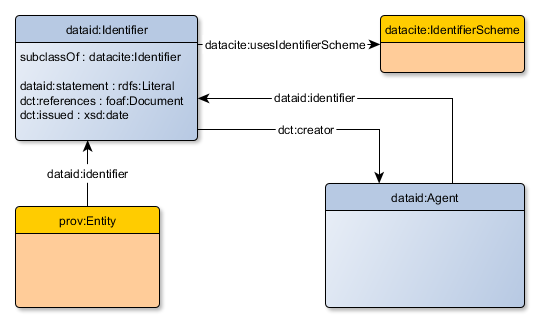 dataid:Identifier
subclassOf : datacite:Identifier
dataid:statement : rdfs:Literal
dct:references : foaf:Document
dct:issued : xsd:date
datacite:usesIdentifierScheme
datacite:IdentifierScheme
dataid:identifier
dct:creator
dataid:identifier
prov:Entity
dataid:Agent